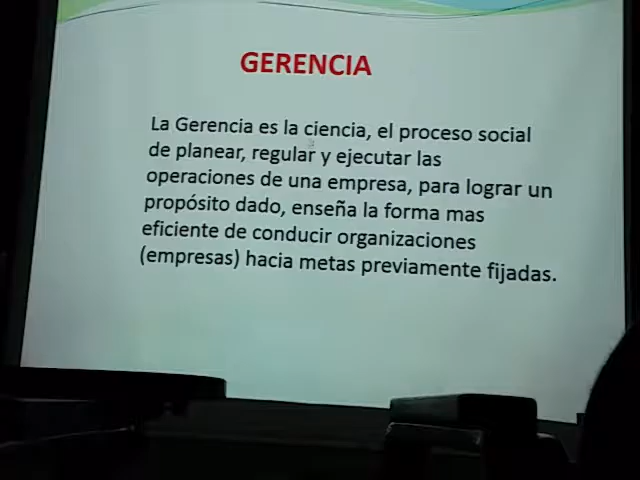 GERENCIA
La Gerencia es la ciencia, el proceso social
de planear, regular y ejecutar las
operaciones de una empresa, para lograr un
propósito dado, enseña la forma mas
eficiente de conducir organizaciones
(empresas) hacia metas previamente fijadas.